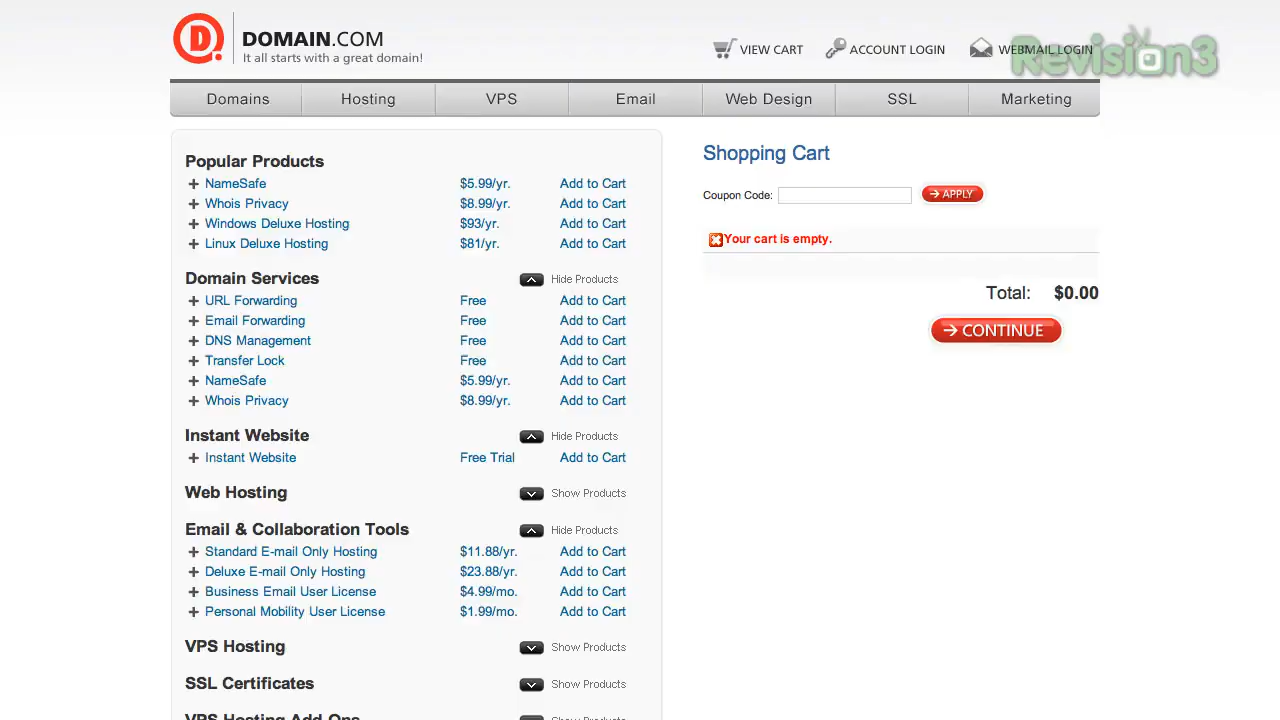 D.
DOMAIN.COM
It all starts with a great domain!
VIEW CART
ACCOUNT LOGIN
WEBMAIL LOGIN
Revision3
Domains
Hosting
VPS
Email
Web Design
SSL
Marketing
Popular Products
NameSafe $5.99/yr. Add to Cart
Whois Privacy $8.99/yr. Add to Cart
Windows Deluxe Hosting $93/yr. Add to Cart
Linux Deluxe Hosting $81/yr. Add to Cart
Domain Services Hide Products
URL Forwarding Free Add to Cart
Email Forwarding Free Add to Cart
DNS Management Free Add to Cart
Transfer Lock Free Add to Cart
NameSafe $5.99/yr. Add to Cart
Whois Privacy $8.99/yr. Add to Cart
Instant Website Hide Products
Instant Website Free Trial Add to Cart
Web Hosting Show Products
Email & Collaboration Tools Hide Products
Standard E-mail Only Hosting $11.88/yr. Add to Cart
Deluxe E-mail Only Hosting $23.88/yr. Add to Cart
Business Email User License $4.99/mo. Add to Cart
Personal Mobility User License $1.99/mo. Add to Cart
VPS Hosting Show Products
SSL Certificates Show Products
VPS Hosting Add-Ons Show Products
Shopping Cart
Coupon Code: APPLY
Your cart is empty.
Total: $0.00
CONTINUE